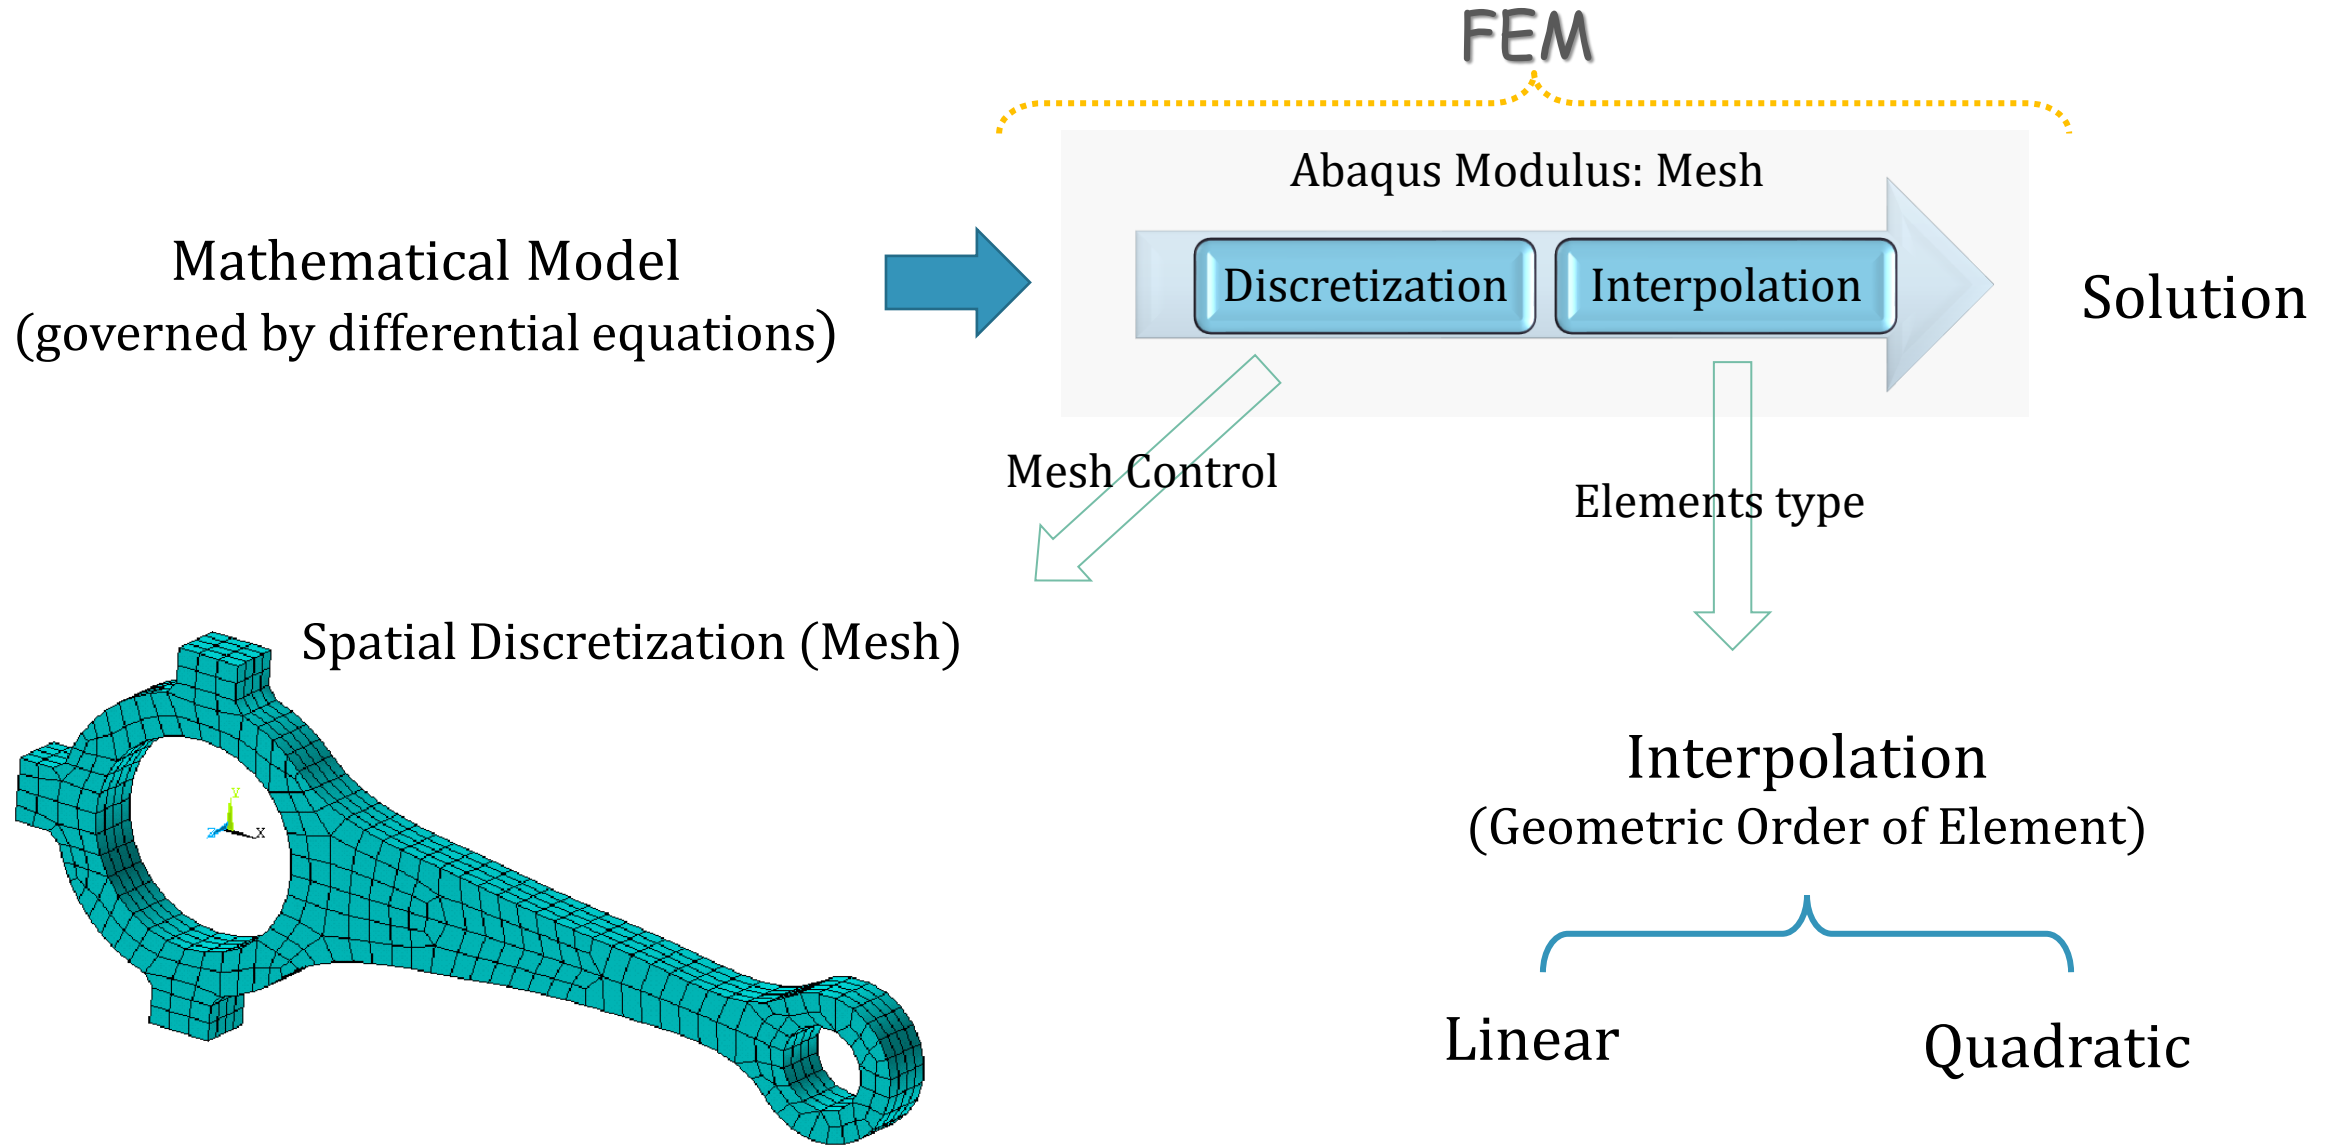 FEM
Abaqus Modulus: Mesh
Mathematical Model
(governed by differential equations)
Discretization
Interpolation
Solution
Mesh Control
Elements type
Spatial Discretization (Mesh)
Y
Z
X
Interpolation
(Geometric Order of Element)
Linear
Quadratic